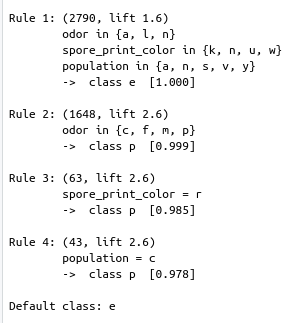 Rule 1: (2790, lift 1.6)
odor in {a, l, n}
spore_print_color in {k, n, u, w}
population in {a, n, s, v, y}
-> class e [1.000]
Rule 2: (1648, lift 2.6)
odor in {c, f, m, p}
-> class p [0.999]
Rule 3: (63, lift 2.6)
spore_print_color = r
-> class p [0.985]
Rule 4: (43, lift 2.6)
population = c
-> class p [0.978]
Default class: e